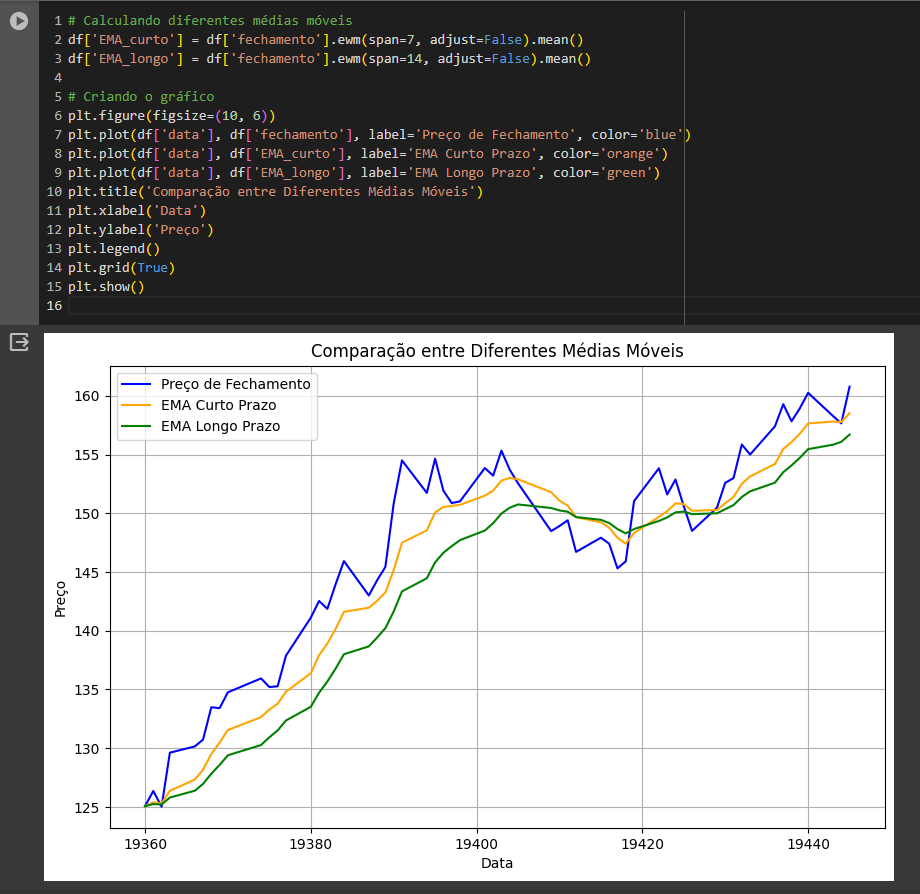 1 # Calculando diferentes médias móveis
2 df['EMA_curto'] = df['fechamento'].ewm(span=7, adjust=False).mean()
3 df['EMA_longo'] = df['fechamento'].ewm(span=14, adjust=False).mean()
4
5 # Criando o gráfico
6 plt.figure(figsize=(10, 6))
7 plt.plot(df['data'], df['fechamento'], label='Preço de Fechamento', color='blue')
8 plt.plot(df['data'], df['EMA_curto'], label='EMA Curto Prazo', color='orange')
9 plt.plot(df['data'], df['EMA_longo'], label='EMA Longo Prazo', color='green')
10 plt.title('Comparação entre Diferentes Médias Móveis')
11 plt.xlabel('Data')
12 plt.ylabel('Preço')
13 plt.legend()
14 plt.grid(True)
15 plt.show()
16
Comparação entre Diferentes Médias Móveis
Preço de Fechamento
EMA Curto Prazo
EMA Longo Prazo
160
155
150
145
140
135
130
125
Preço
19360 19380 19400 19420 19440
Data